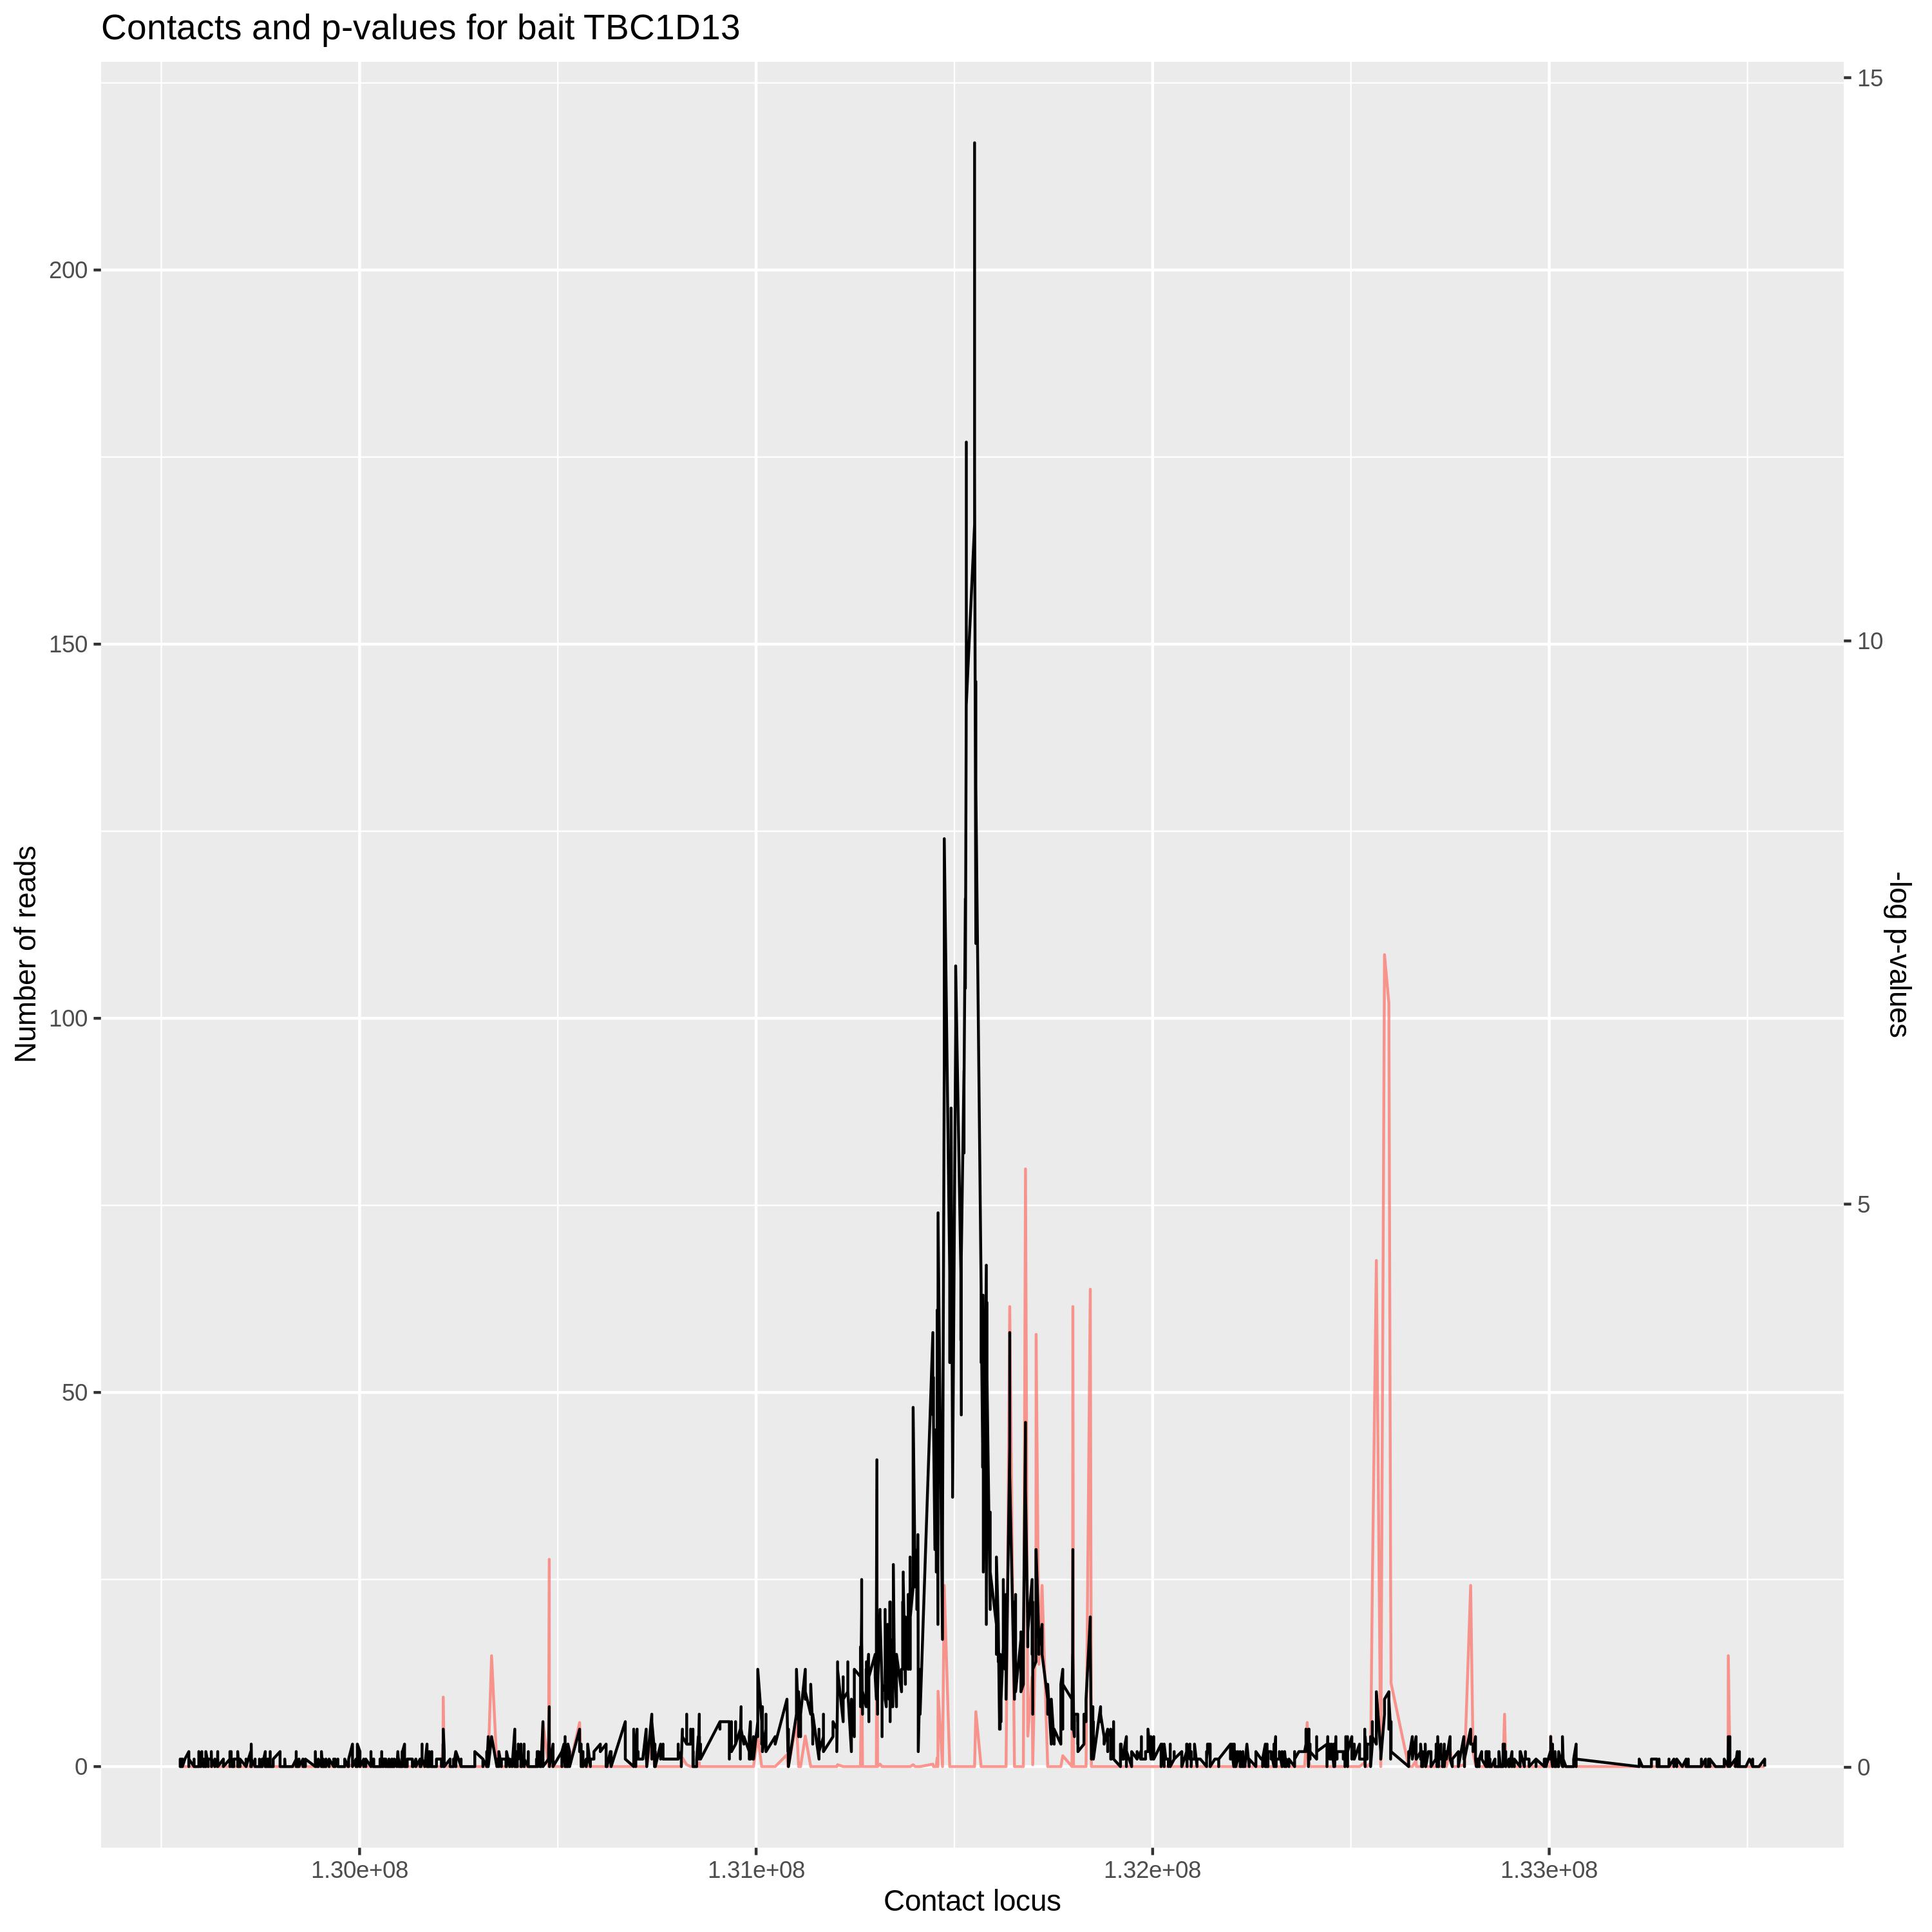 Contacts and p-values for bait TBC1D13
15
200
150
10
Number of reads
-log p-values
100
5
50
0
0
1.30e+08
1.31e+08
1.32e+08
1.33e+08
Contact locus